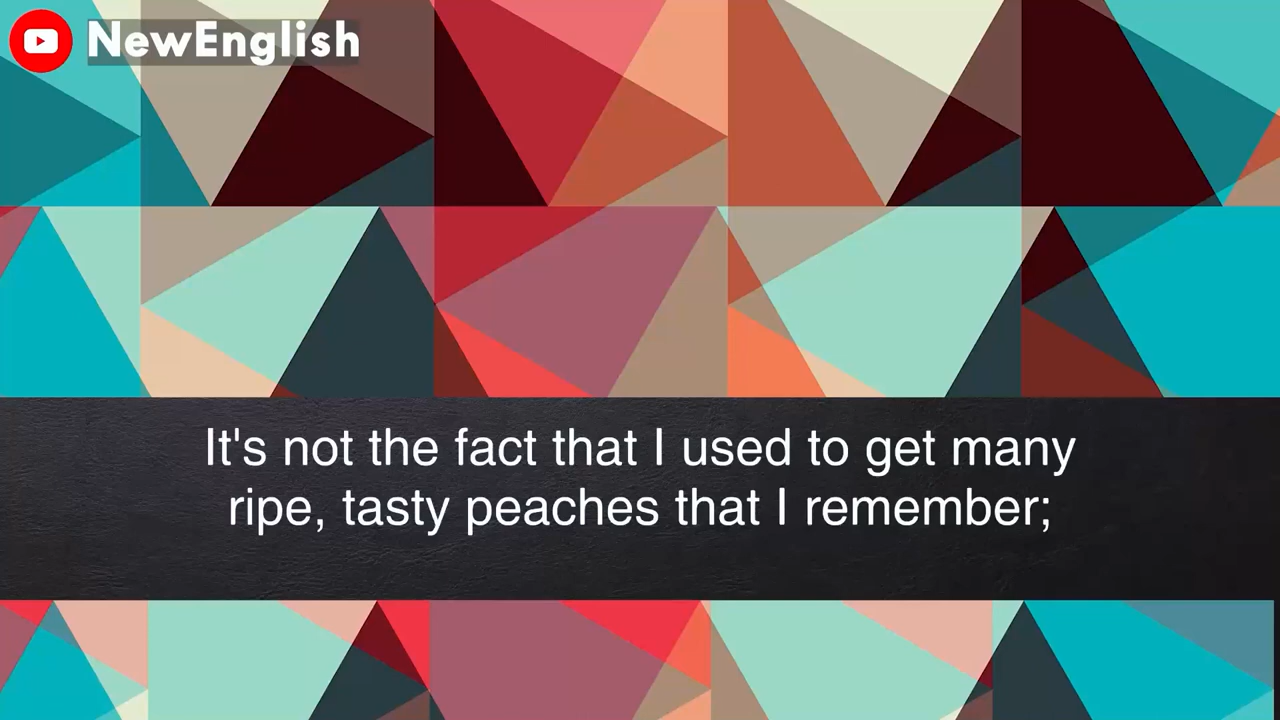 NewEnglish
It's not the fact that I used to get many
ripe, tasty peaches that I remember;